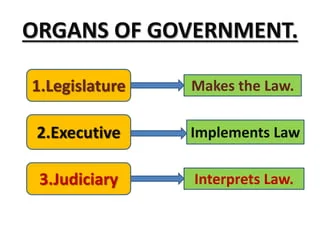 ORGANS OF GOVERNMENT.
1.Legislature Makes the Law.
2.Executive Implements Law
3.Judiciary Interprets Law.